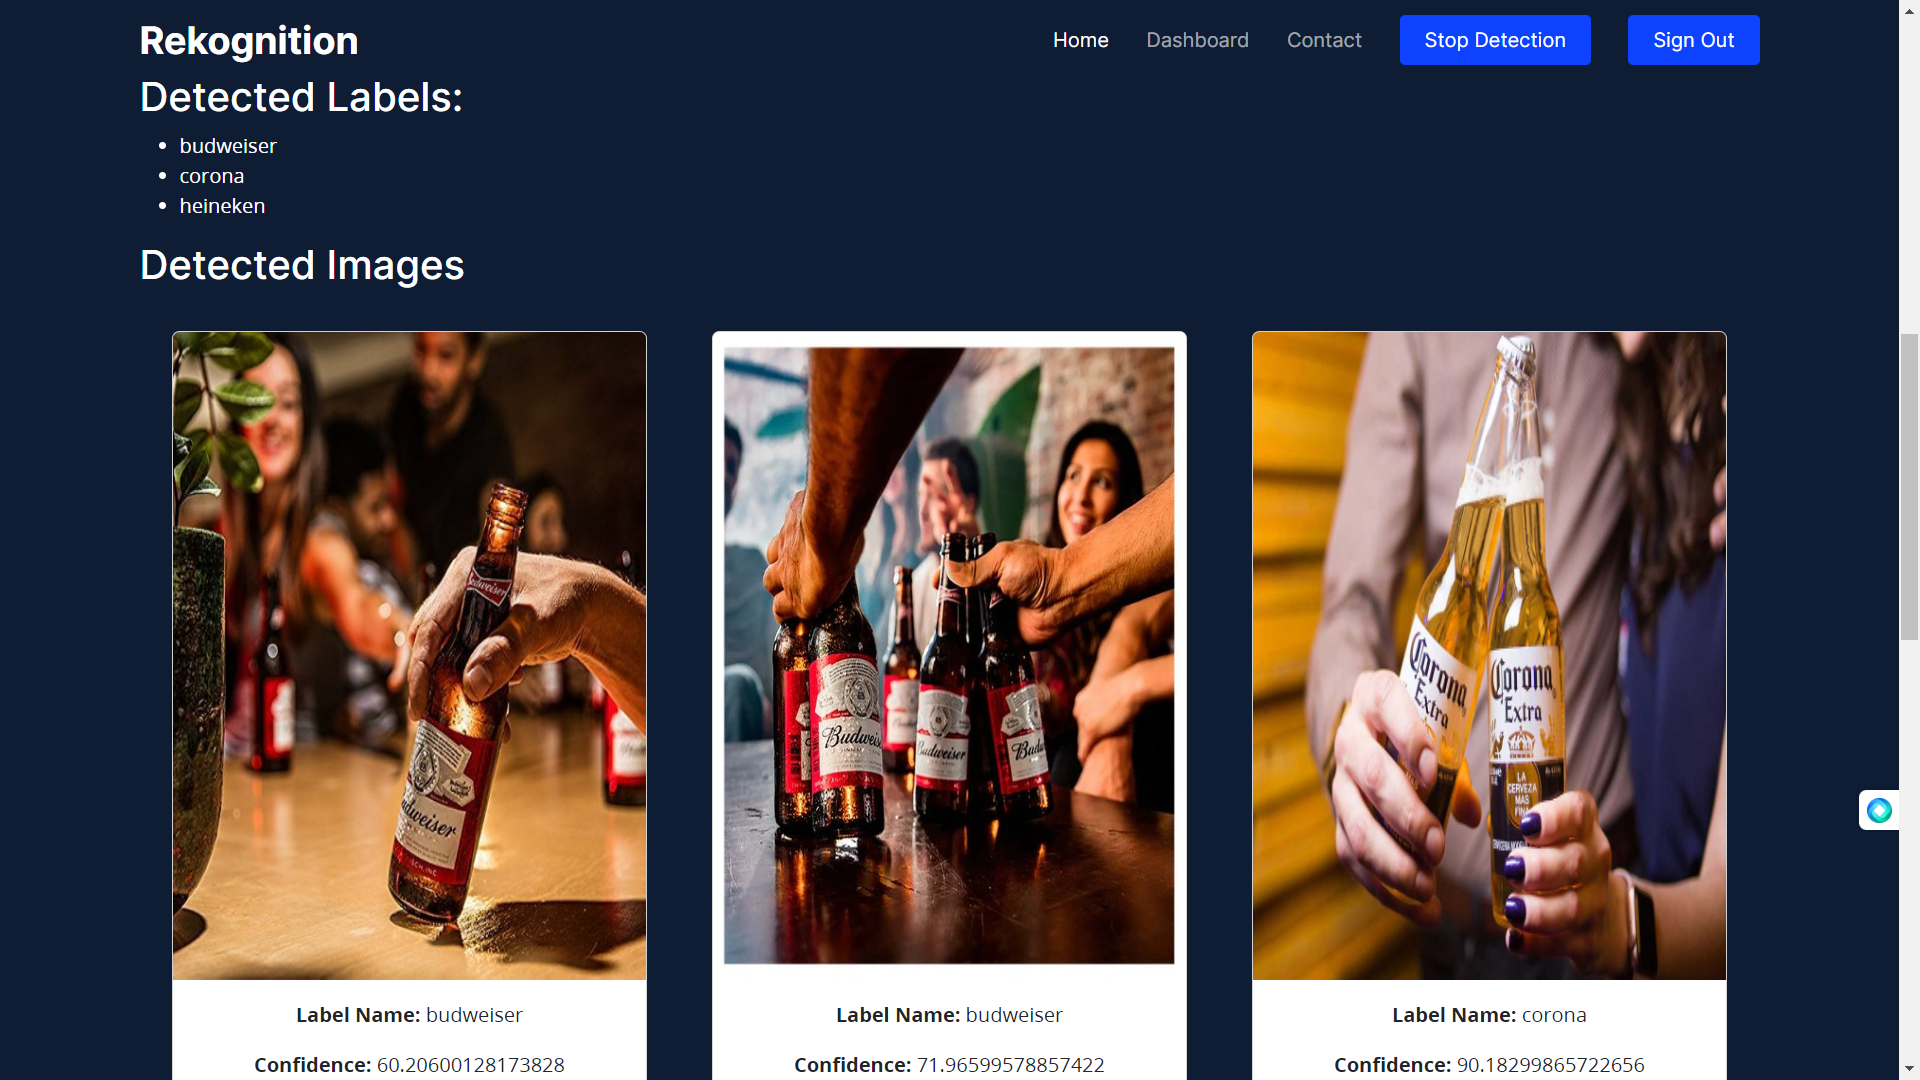 Rekognition
Home Dashboard Contact Stop Detection Sign Out
Detected Labels:
budweiser
corona
heineken
Detected Images
Budweiser
Budweiser
Budweiser
Budweiser
Corona
Extra
Corona
Extra
LA
CERVEZA
MAS
FINA
Label Name: budweiser
Label Name: budweiser
Label Name: corona
Confidence: 60.20600128173828
Confidence: 71.96599578857422
Confidence: 90.18299865722656